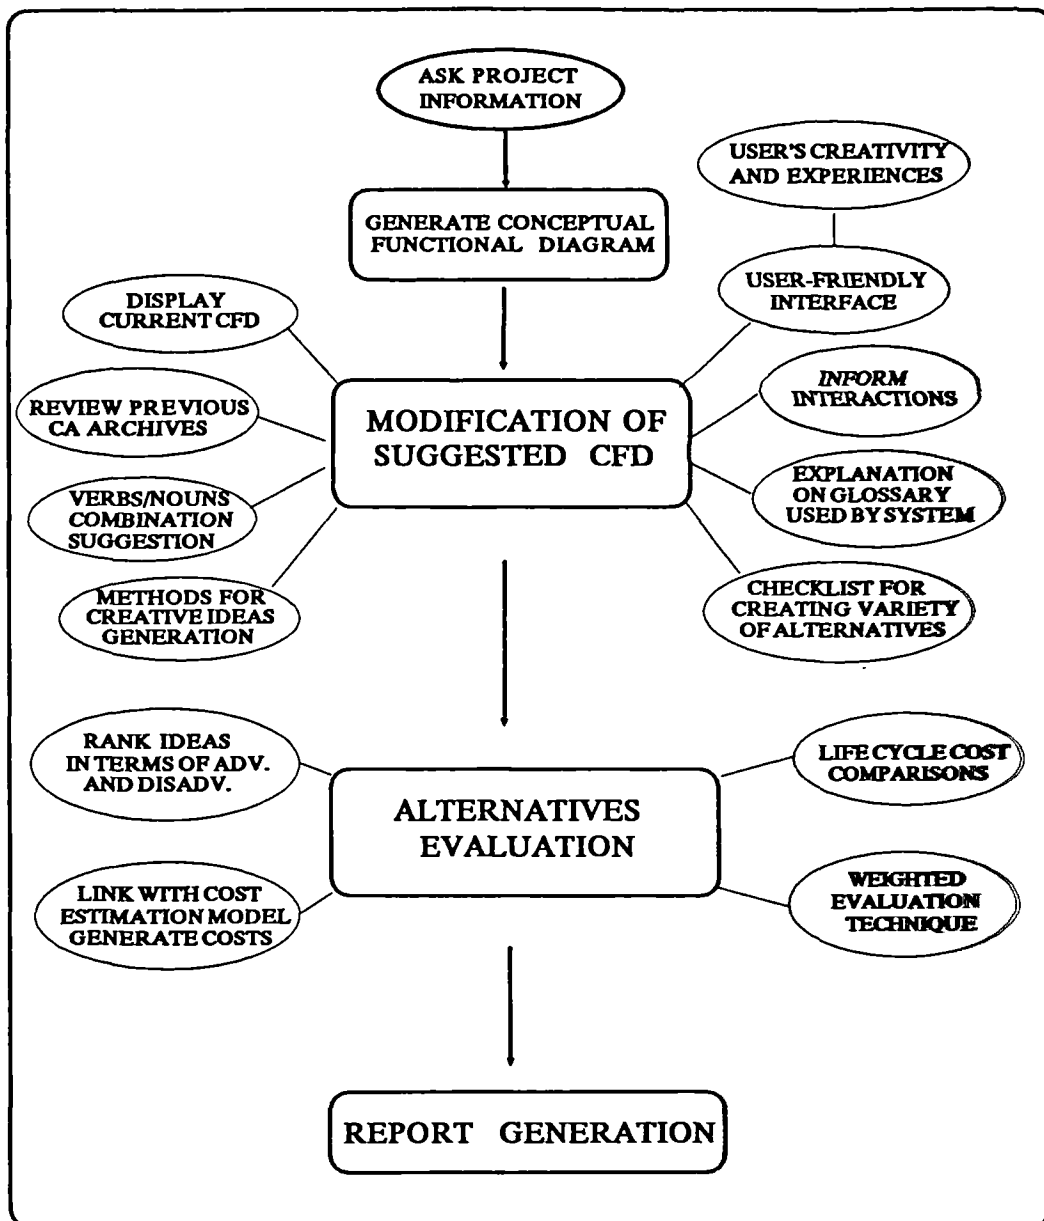 ASK PROJECT
INFORMATION
USER'S CREATIVITY
AND EXPERIENCES
GENERATE CONCEPTUAL
FUNCTIONAL DIAGRAM
USER-FRIENDLY
INTERFACE
DISPLAY
CURRENT CFD
INFORM
INTERACTIONS
REVIEW PREVIOUS
CA ARCHIVES
MODIFICATION OF
SUGGESTED CFD
EXPLANATION
ON GLOSSARY
USED BY SYSTEM
VERBS/NOUNS
COMBINATION
SUGGESTION
METHODS FOR
CREATIVE IDEAS
GENERATION
CHECKLIST FOR
CREATING VARIETY
OF ALTERNATIVES
RANK IDEAS
IN TERMS OF ADV.
AND DISADV.
LIFE CYCLE COST
COMPARISONS
ALTERNATIVES
EVALUATION
LINK WITH COST
ESTIMATION MODEL
GENERATE COSTS
WEIGHTED
EVALUATION
TECHNIQUE
REPORT GENERATION